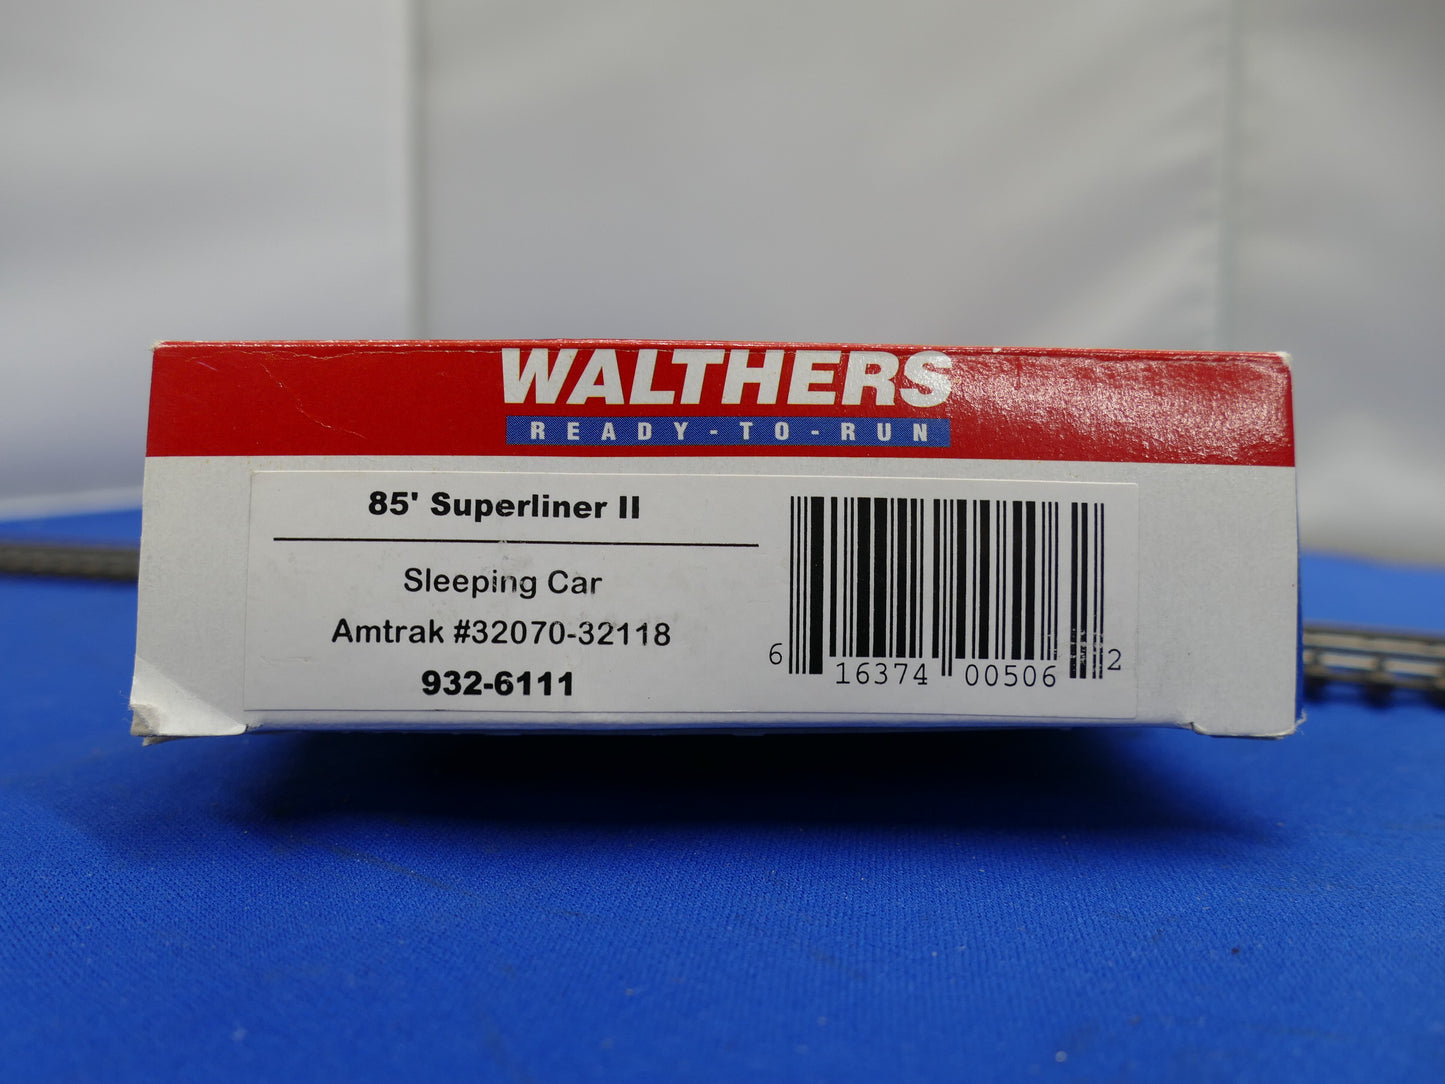 WALTHERS
READY-TO-RUN
85' Superliner II
Sleeping Car
Amtrak #32070-32118
932-6111
6 16374 00506 2